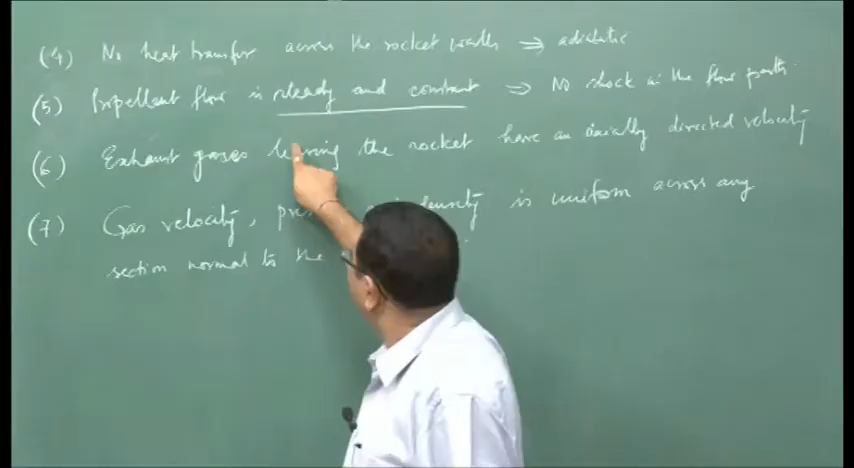 (4) No heat transfer across the rocket walls ⇒ adiabatic
(5) Propellant flow is steady and constant ⇒ No shock in the flow path.
(6) Exhaust gases leaving the rocket have an axially directed velocity
(7) Gas velocity, density is uniform across any
section normal to the